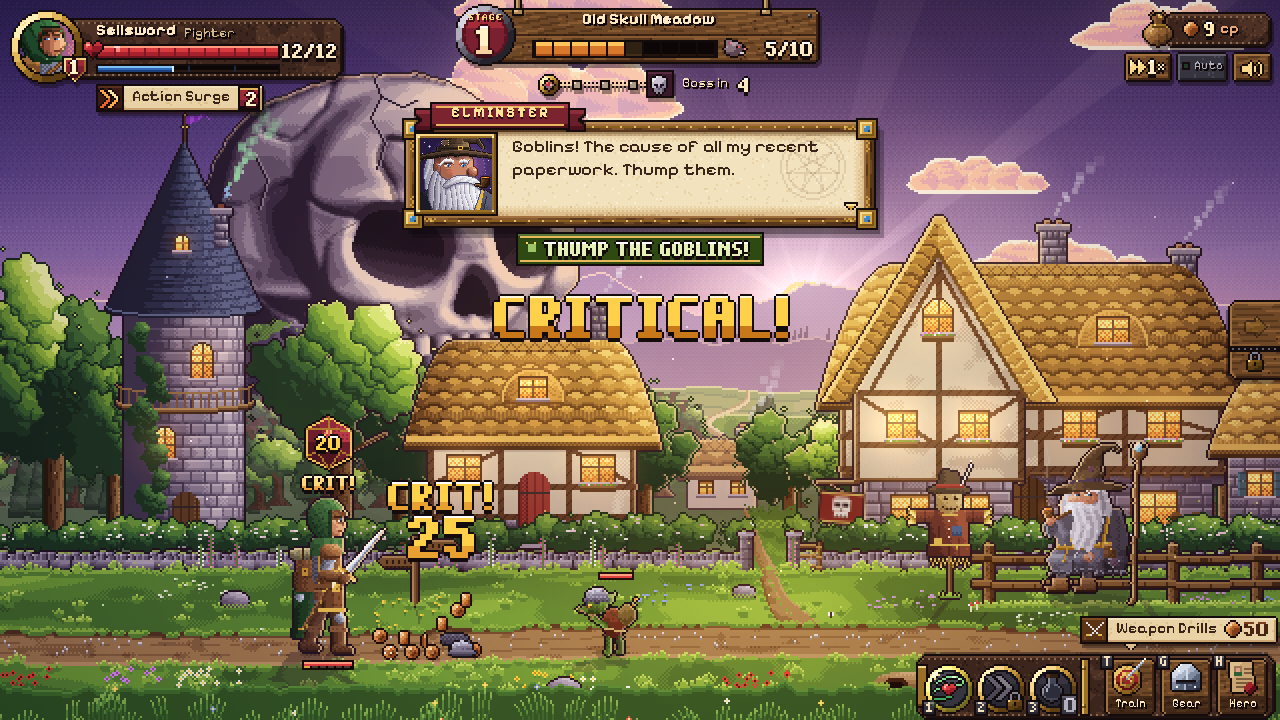 Sellsword Fighter
12/12
1
Action Surge 2
STAGE
1
Old Skull Meadow
5/10
Boss in 4
9 cp
1x
Auto
ELMINSTER
Goblins! The cause of all my recent
paperwork. Thump them.
THUMP THE GOBLINS!
CRITICAL!
20
CRIT!
CRIT!
25
Weapon Drills 50
1 2 3 0
T G H
Train Gear Hero